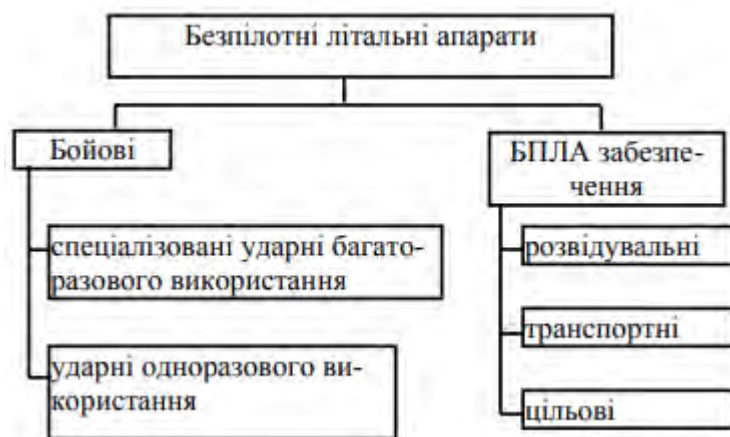 Безпілотні літальні апарати
Бойові
спеціалізовані ударні багато-
разового використання
ударні одноразового ви-
користання
БПЛА забезпе-
чення
розвідувальні
транспортні
цільові